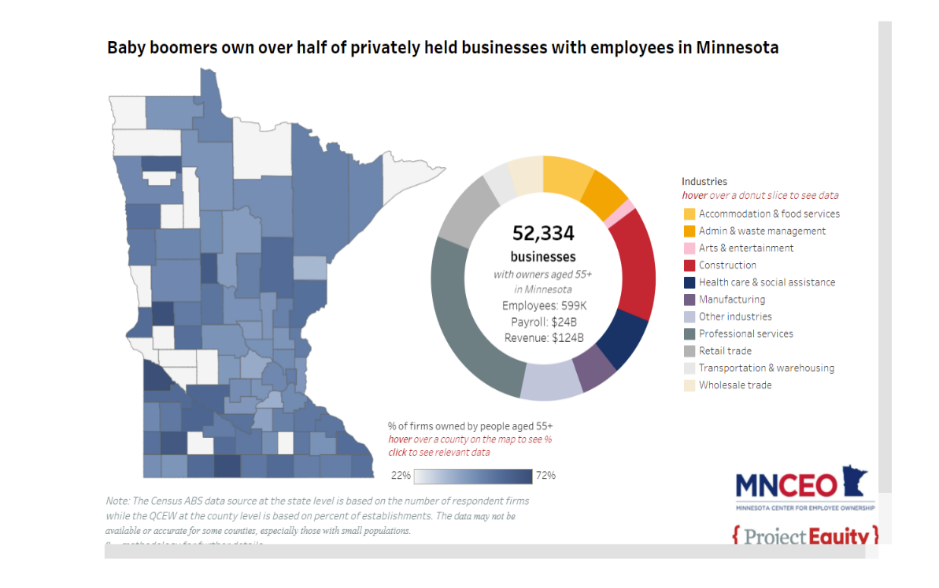 Baby boomers own over half of privately held businesses with employees in Minnesota
52,334
businesses
with owners aged 55+
in Minnesota
Employees: 599K
Payroll: $24B
Revenue: $124B
Industries
hover over a donut slice to see data
Accommodation & food services
Admin & waste management
Arts & entertainment
Construction
Health care & social assistance
Manufacturing
Other industries
Professional services
Retail trade
Transportation & warehousing
Wholesale trade
% of firms owned by people aged 55+
hover over a county on the map to see %
click to see relevant data
22% 72%
Note: The Census ABS data source at the state level is based on the number of respondent firms
while the QCEW at the county level is based on percent of establishments. The data may not be
available or accurate for some counties, especially those with small populations.
methodology for further details
MNCEO
MINNESOTA CENTER FOR EMPLOYEE OWNERSHIP
{ Project Equity }